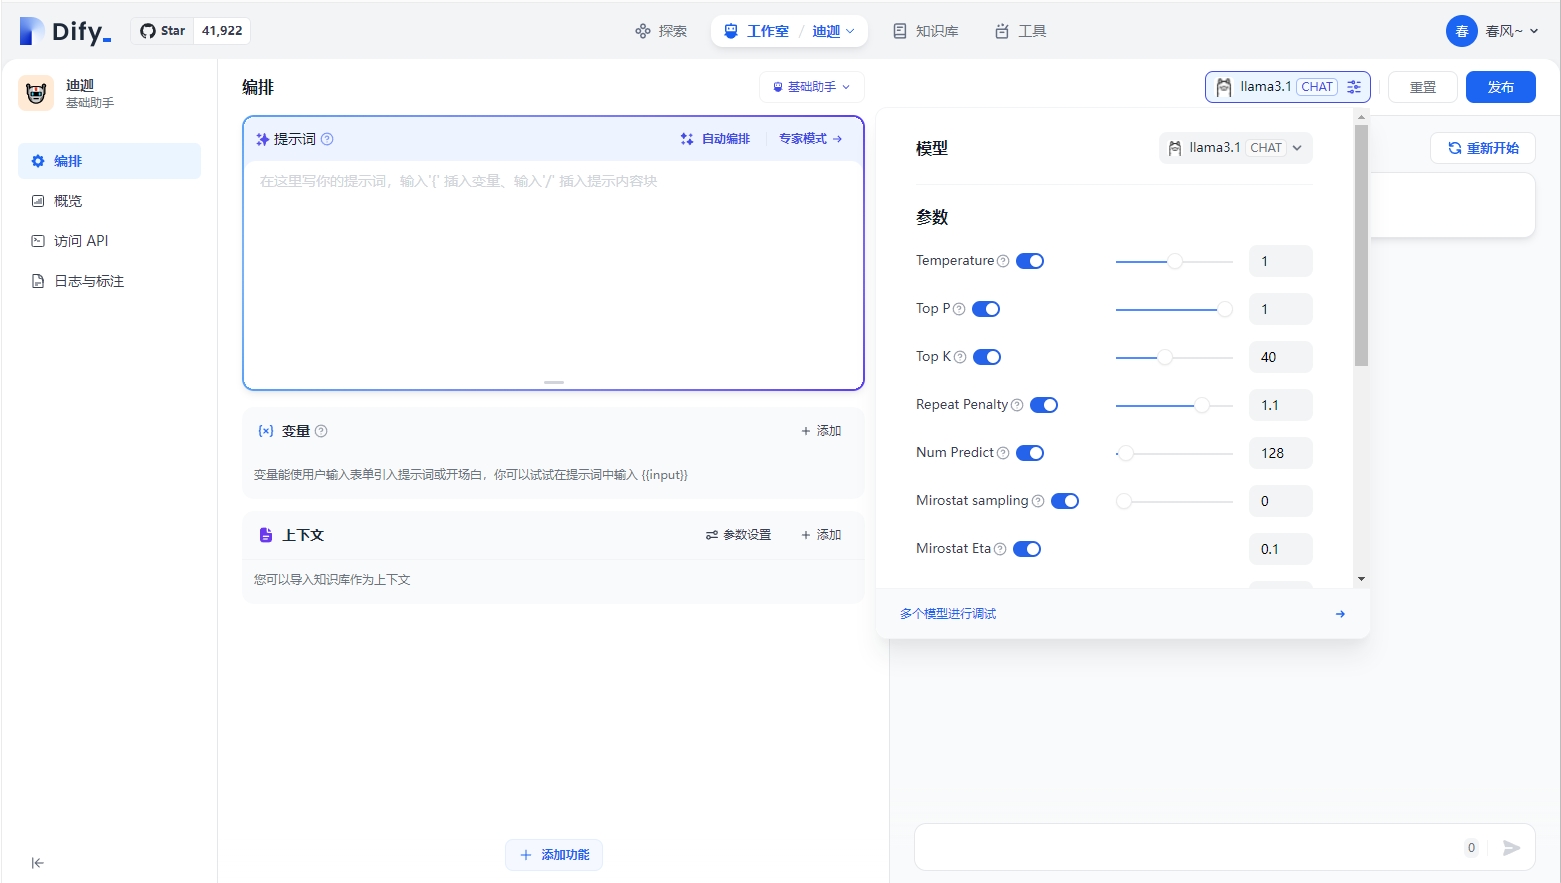 Dify_
Star 41,922
探索
工作室 / 迪迦
知识库
工具
春 春风~
迪迦
基础助手
编排
概览
访问 API
日志与标注
编排
基础助手
llama3.1 CHAT
重置
发布
提示词
自动编排
专家模式
在这里写你的提示词，输入'{' 插入变量、输入'/' 插入提示内容块
变量
+ 添加
变量能使用户输入表单引入提示词或开场白，你可以试试在提示词中输入 {{input}}
上下文
参数设置
+ 添加
您可以导入知识库作为上下文
+ 添加功能
模型
llama3.1 CHAT
参数
Temperature 1
Top P 1
Top K 40
Repeat Penalty 1.1
Num Predict 128
Mirostat sampling 0
Mirostat Eta 0.1
多个模型进行调试
重新开始
0